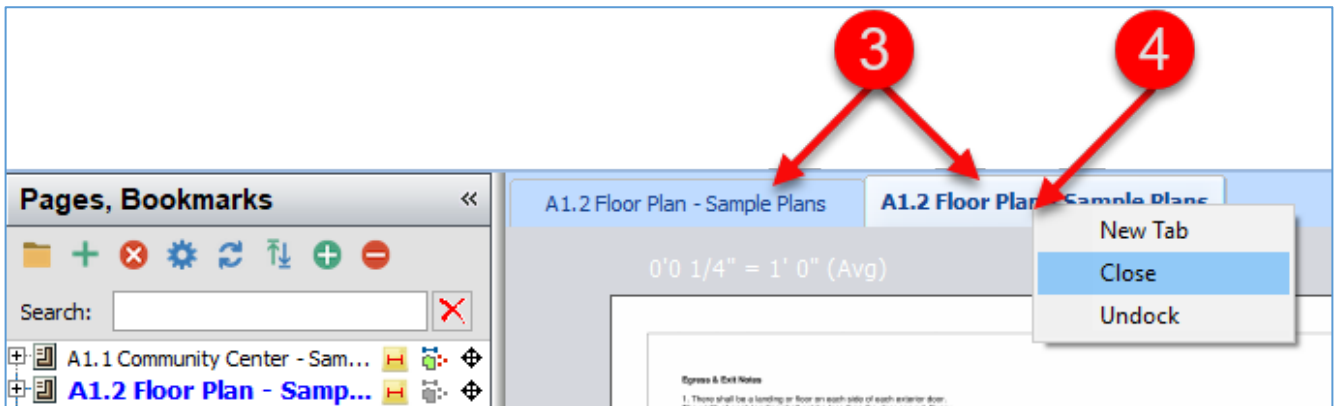 3 4
Pages, Bookmarks «
A1.2 Floor Plan - Sample Plans
A1.2 Floor Plan - Sample Plans
New Tab
Close
Undock
0'0 1/4" = 1' 0" (Avg)
Search:
A1.1 Community Center - Sam...
A1.2 Floor Plan - Samp...
Egress & Exit Notes
1. There shall be a landing or floor on each side of each exterior door.